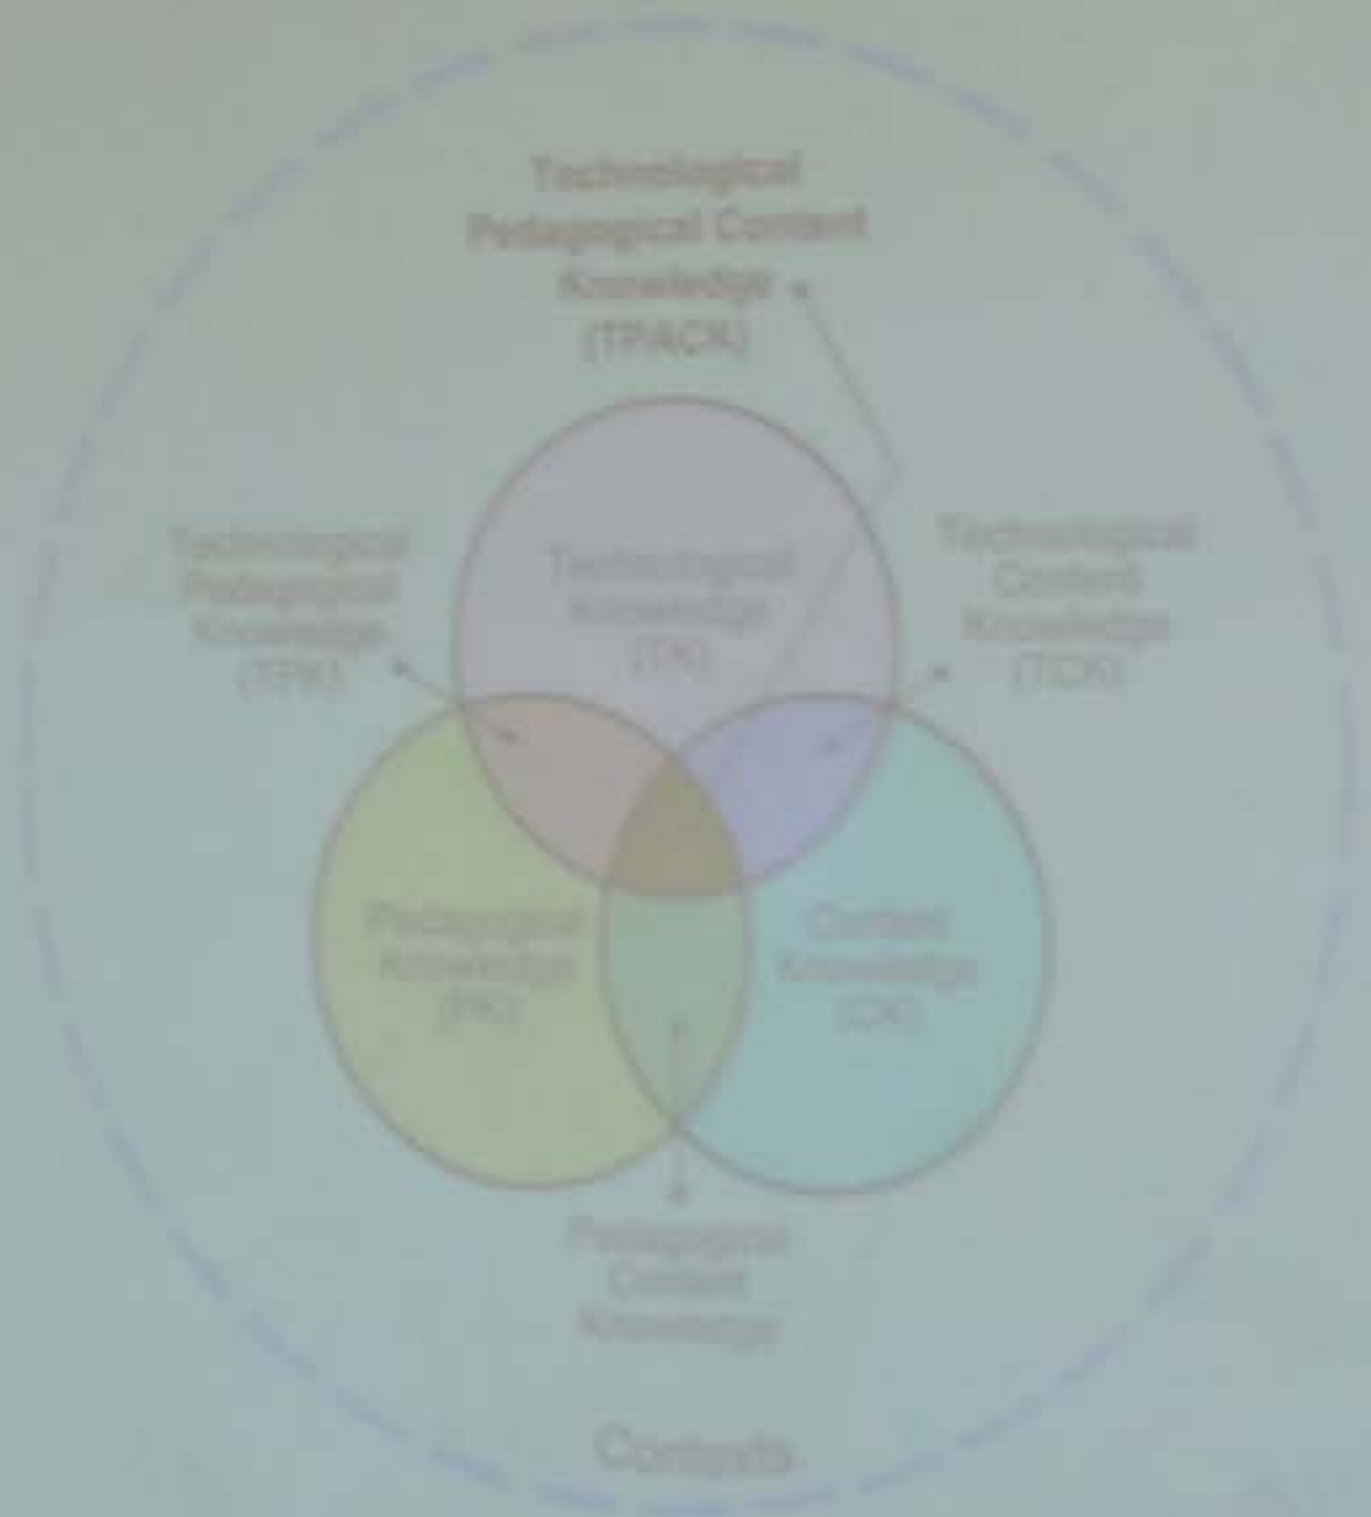 Technological
Pedagogical Content
Knowledge
(TPACK)
Technological
Pedagogical
Knowledge
(TPK)
Technological
Knowledge
(TK)
Technological
Content
Knowledge
(TCK)
Pedagogical
Knowledge
(PK)
Content
Knowledge
(CK)
Pedagogical
Content
Knowledge
Contexts